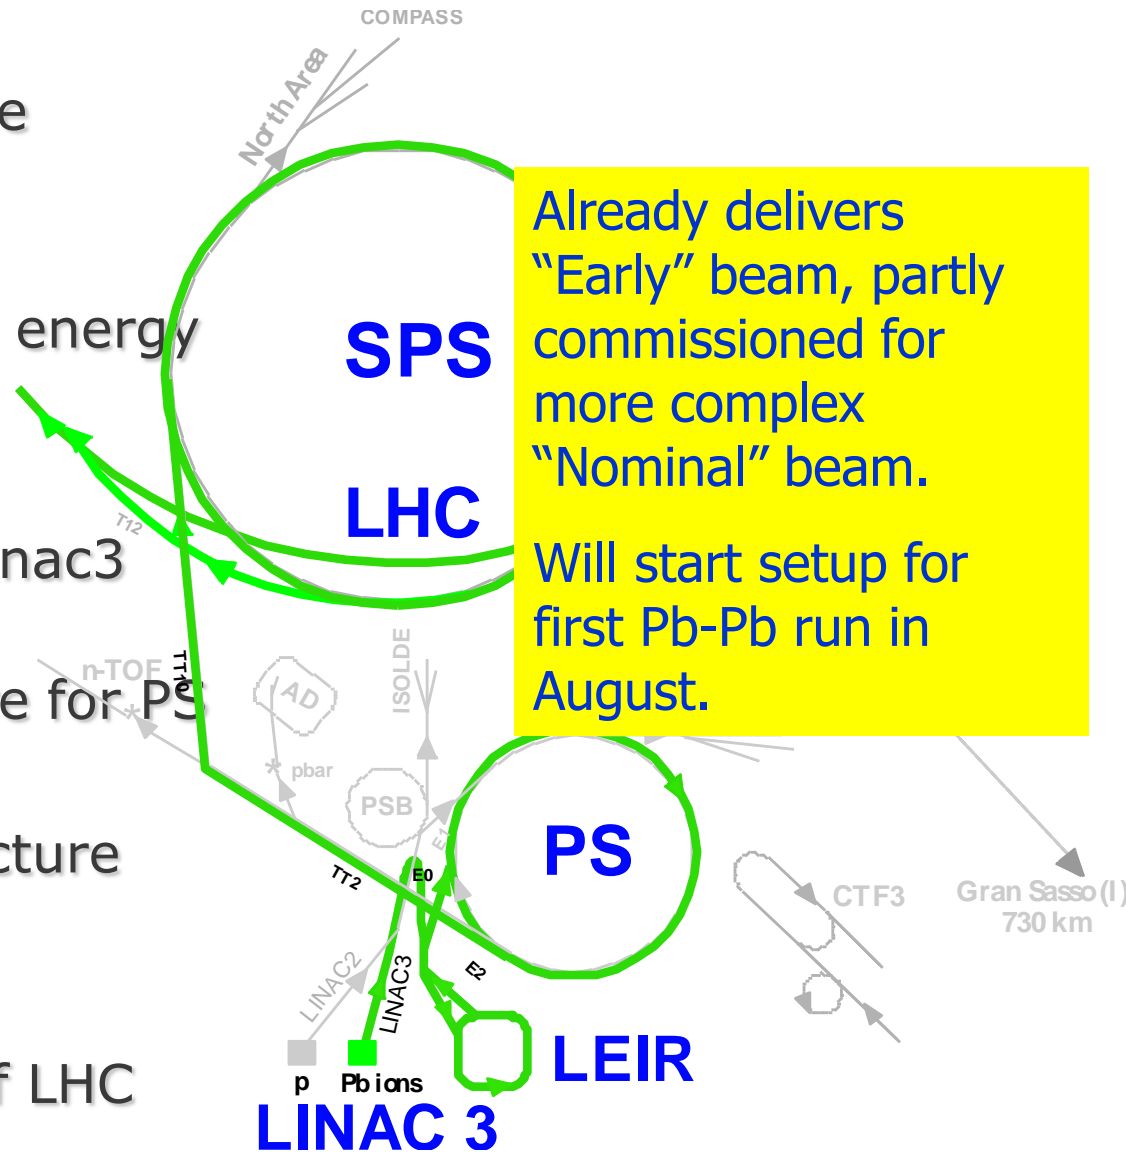 COMPASS
North Area
e
energy
SPS
Already delivers
“Early” beam, partly
commissioned for
more complex
“Nominal” beam.
Will start setup for
first Pb-Pb run in
August.
LHC
T12
nac3
n-TOF
TT10
AD
ISOLDE
e for PS
* pbar
PSB
E1
PS
cture
TT2
E0
CTF3
Gran Sasso (I)
730 km
LINAC2
LINAC3
E2
LEIR
p
Pb ions
f LHC
LINAC 3